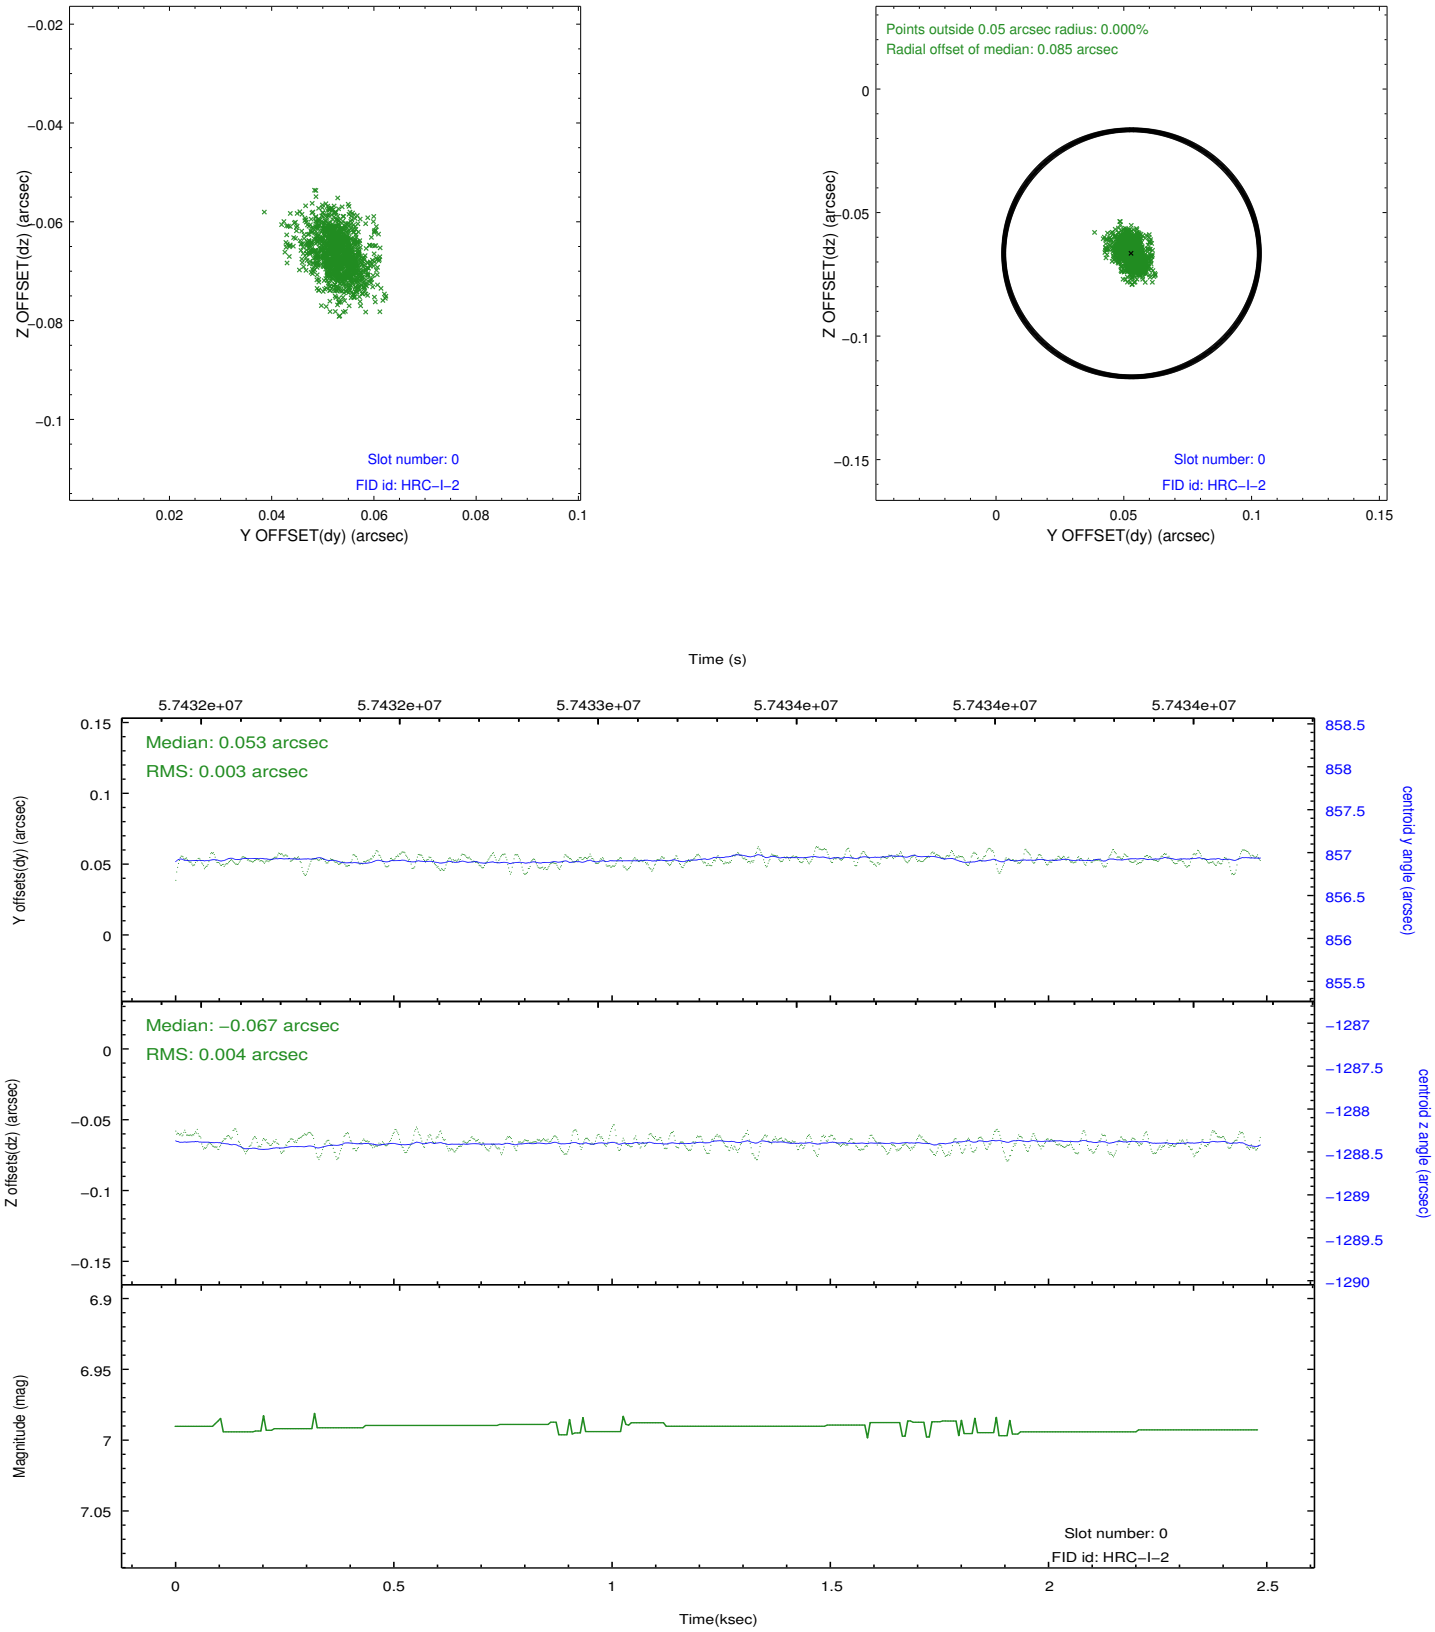 −0.02
−0.04
−0.06
−0.08
−0.1
Z OFFSET(dz) (arcsec)
Slot number: 0
FID id: HRC−I−2
0.02
0.04
0.06
0.08
0.1
Y OFFSET(dy) (arcsec)
Points outside 0.05 arcsec radius: 0.000%
Radial offset of median: 0.085 arcsec
0
−0.05
−0.1
−0.15
Z OFFSET(dz) (arcsec)
Slot number: 0
FID id: HRC−I−2
0
0.05
0.1
0.15
Y OFFSET(dy) (arcsec)
Time (s)
5.7432e+07
5.7432e+07
5.7433e+07
5.7434e+07
5.7434e+07
5.7434e+07
Median: 0.053 arcsec
RMS: 0.003 arcsec
0.15
0.1
0.05
0
Y offsets(dy) (arcsec)
858.5
858
857.5
857
856.5
856
855.5
centroid y angle (arcsec)
Median: −0.067 arcsec
RMS: 0.004 arcsec
0
−0.05
−0.1
−0.15
Z offsets(dz) (arcsec)
−1287
−1287.5
−1288
−1288.5
−1289
−1289.5
−1290
centroid z angle (arcsec)
6.9
6.95
7
7.05
Magnitude (mag)
Slot number: 0
FID id: HRC−I−2
0
0.5
1
1.5
2
2.5
Time(ksec)